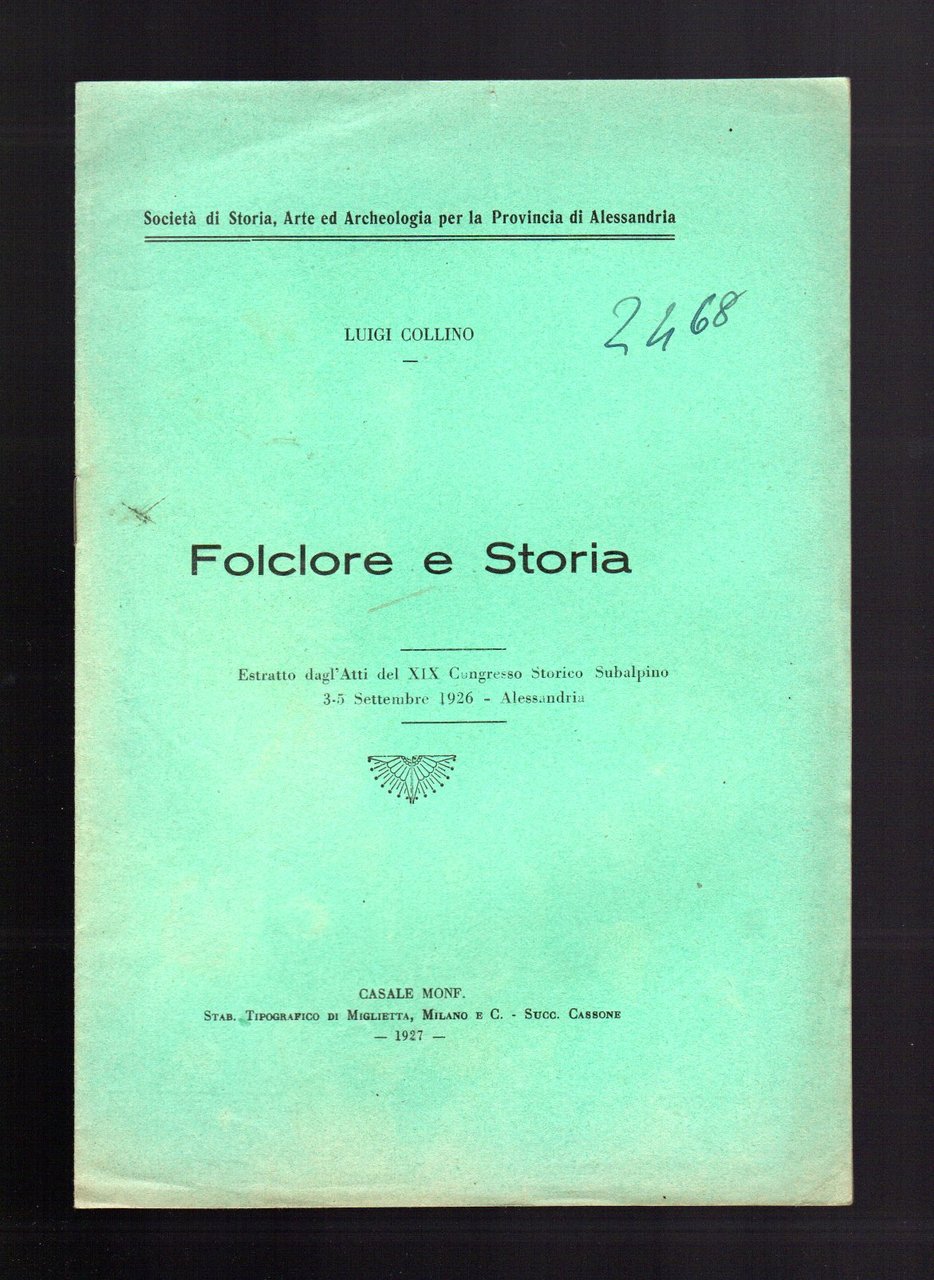 Società di Storia, Arte ed Archeologia per la Provincia di Alessandria
LUIGI COLLINO
2468
Folclore e Storia
Estratto dagl'Atti del XIX Congresso Storico Subalpino
3-5 Settembre 1926 - Alessandria
CASALE MONF.
STAB. TIPOGRAFICO DI MIGLIETTA, MILANO E C. - SUCC. CASSONE
— 1927 —